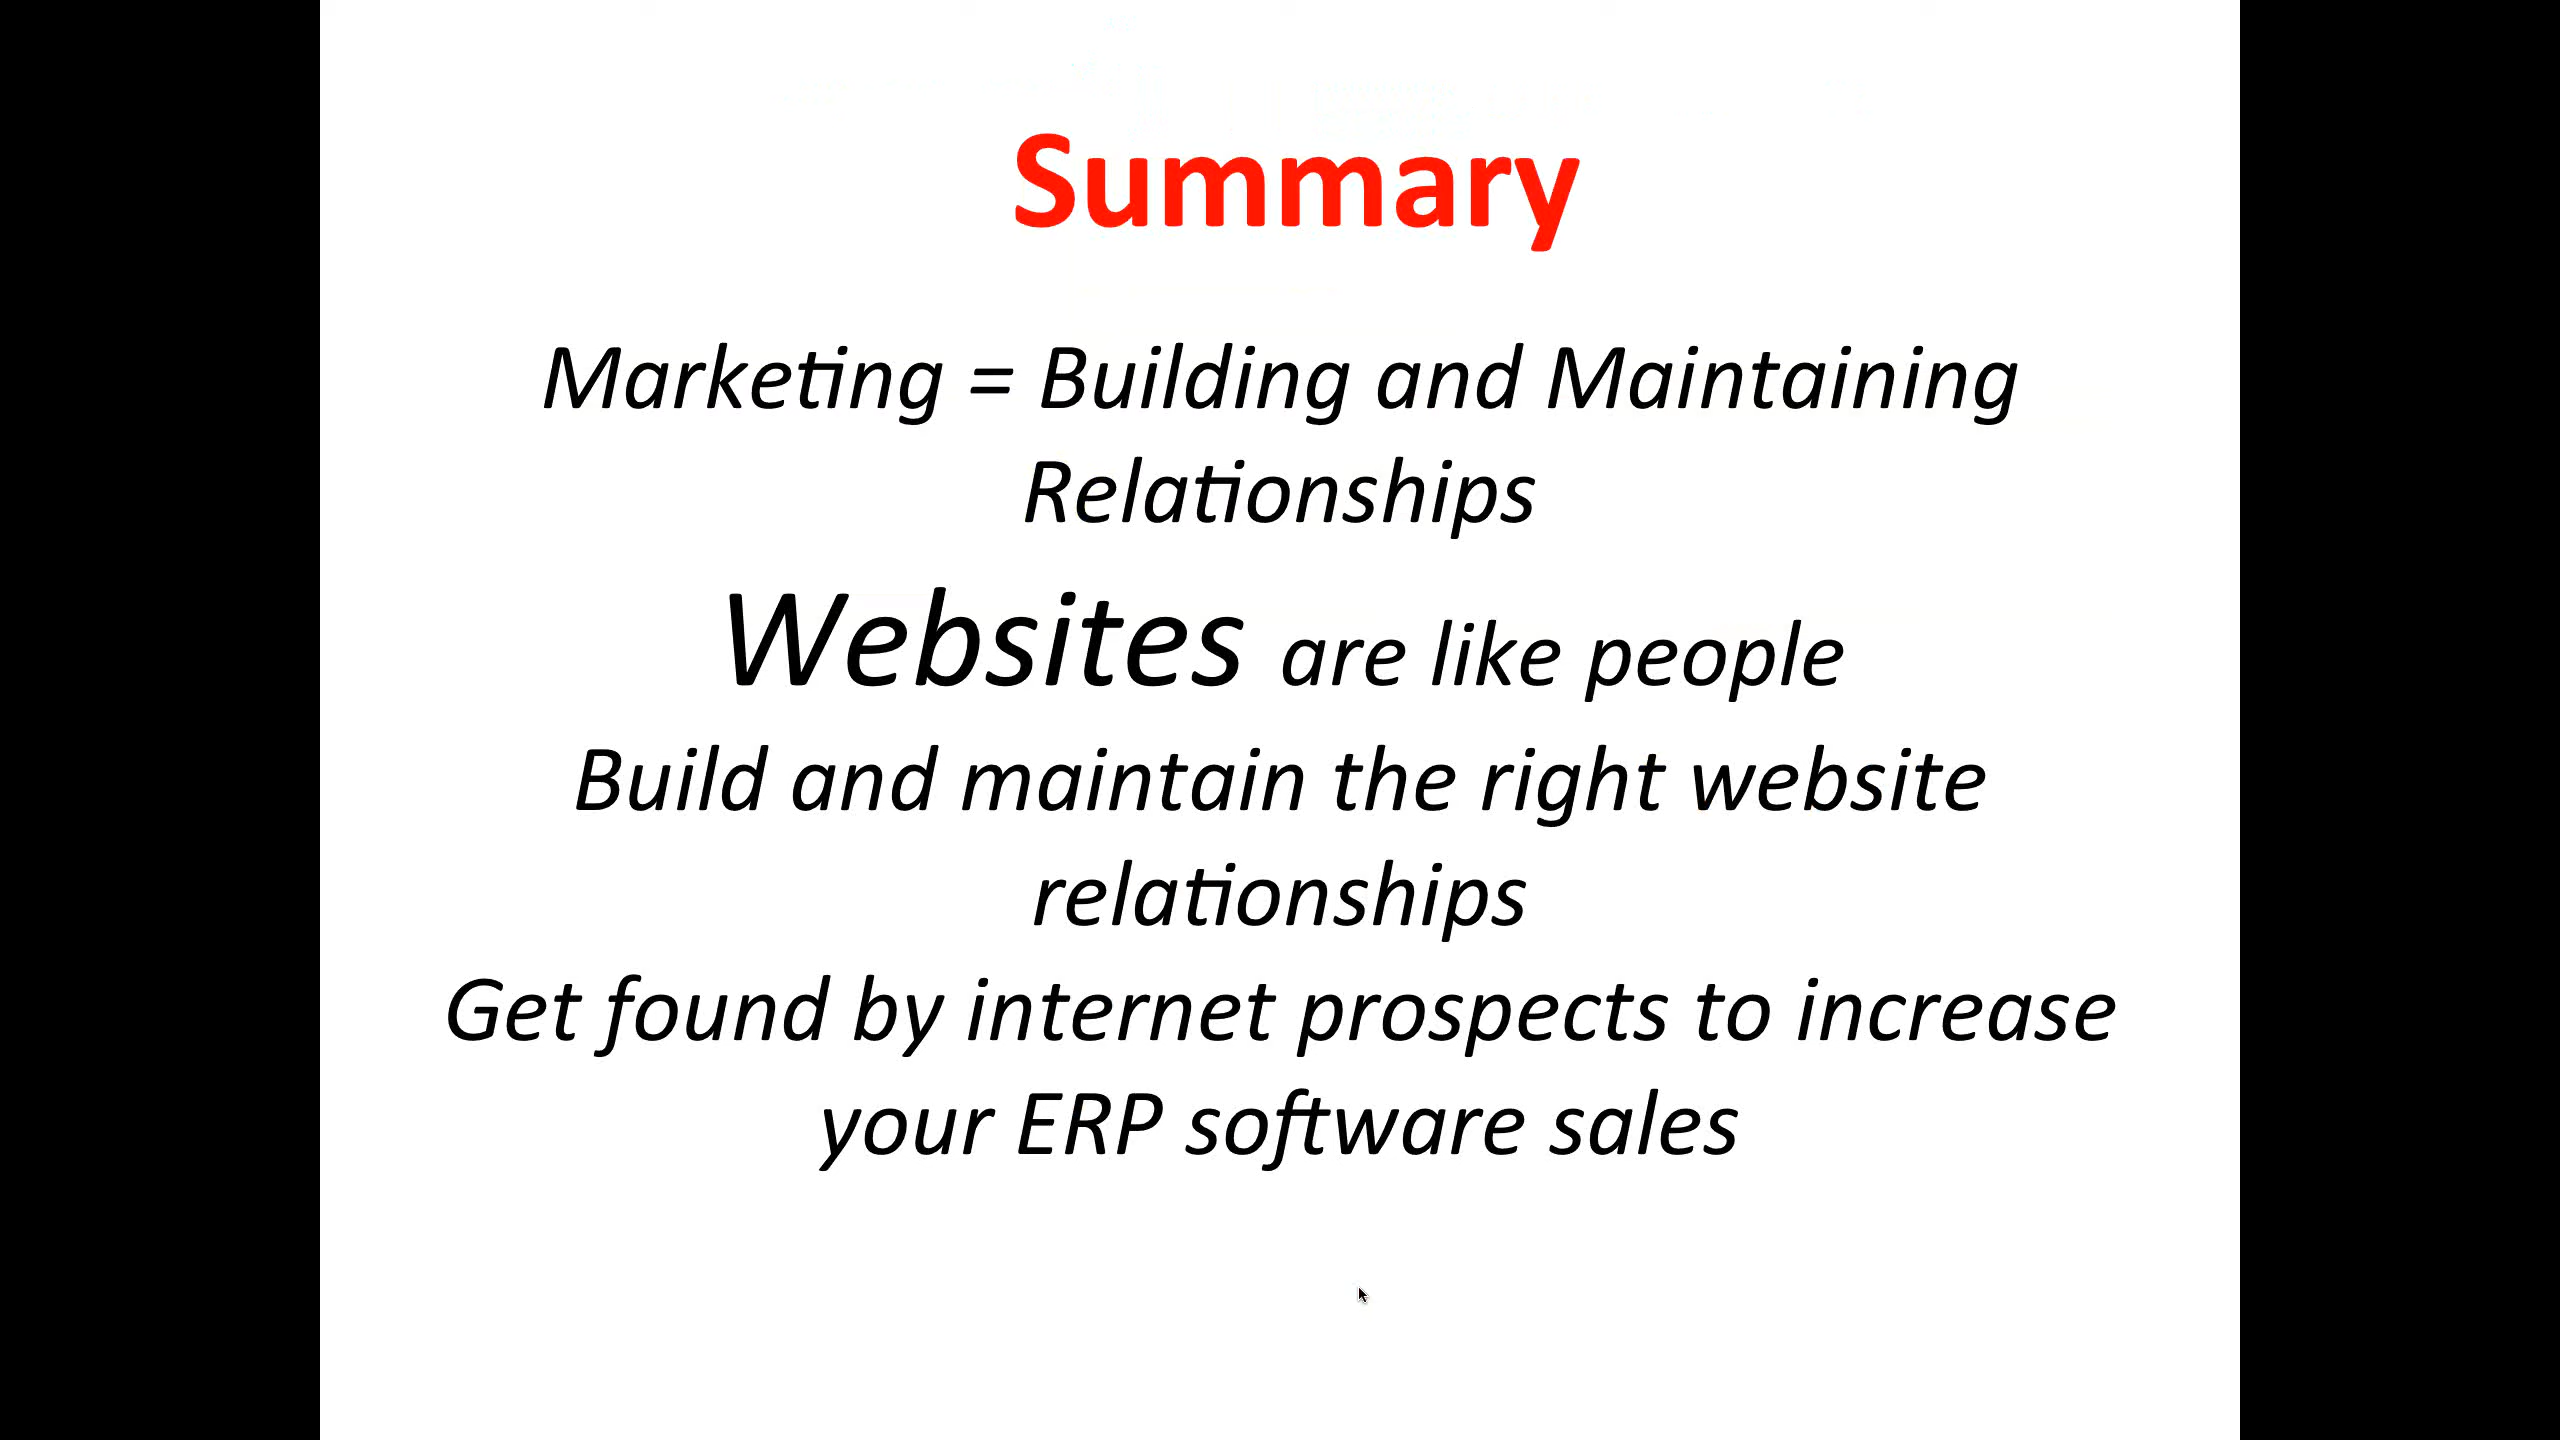 Summary
Marketing = Building and Maintaining
Relationships
Websites are like people
Build and maintain the right website
relationships
Get found by internet prospects to increase
your ERP software sales